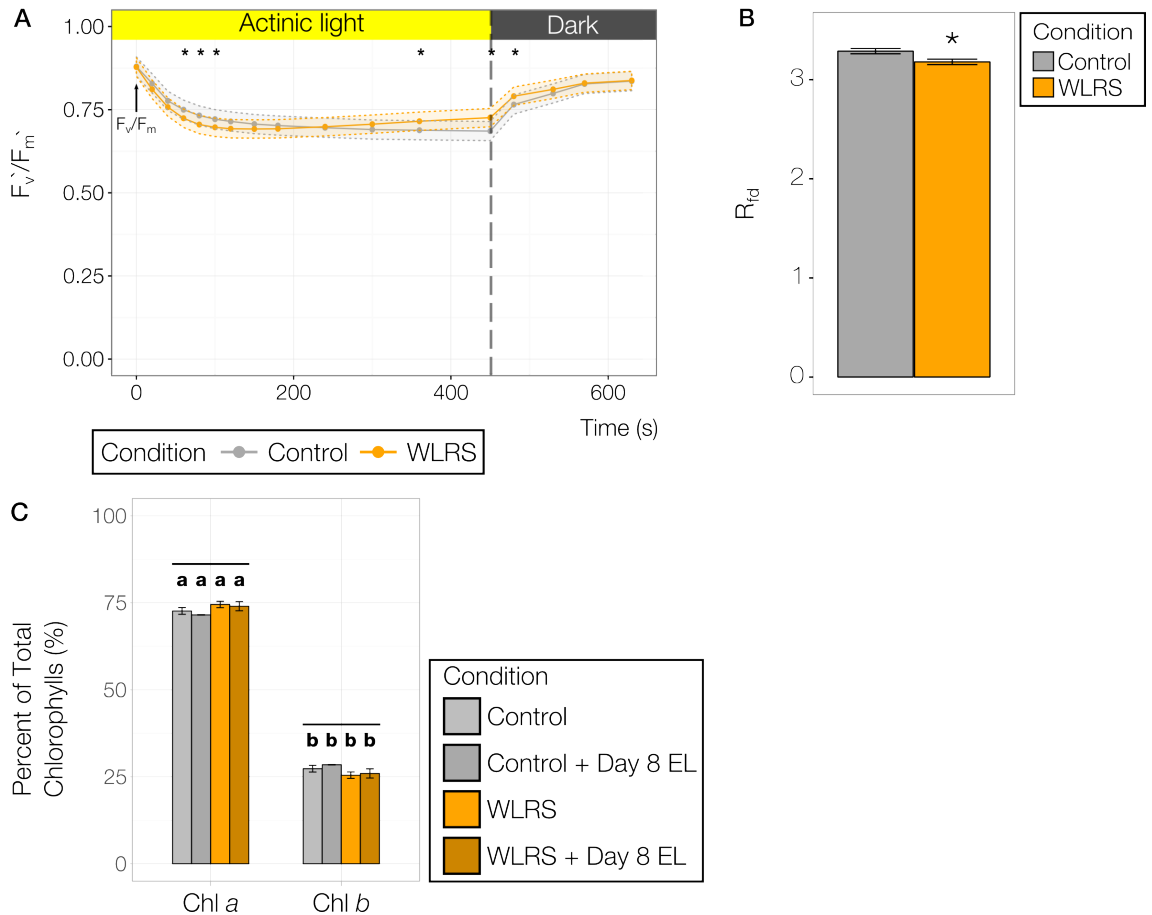 A
Actinic light
Dark
1.00
0.75
0.50
0.25
0.00
* * * * * *
Fv/Fm
Fv`/Fm`
0
200
400
600
Time (s)
Condition
Control
WLRS
B
3
2
1
0
Rfd
*
Condition
Control
WLRS
C
100
75
50
25
0
Percent of Total
Chlorophylls (%)
a a a a
b b b b
Chl a
Chl b
Condition
Control
Control + Day 8 EL
WLRS
WLRS + Day 8 EL